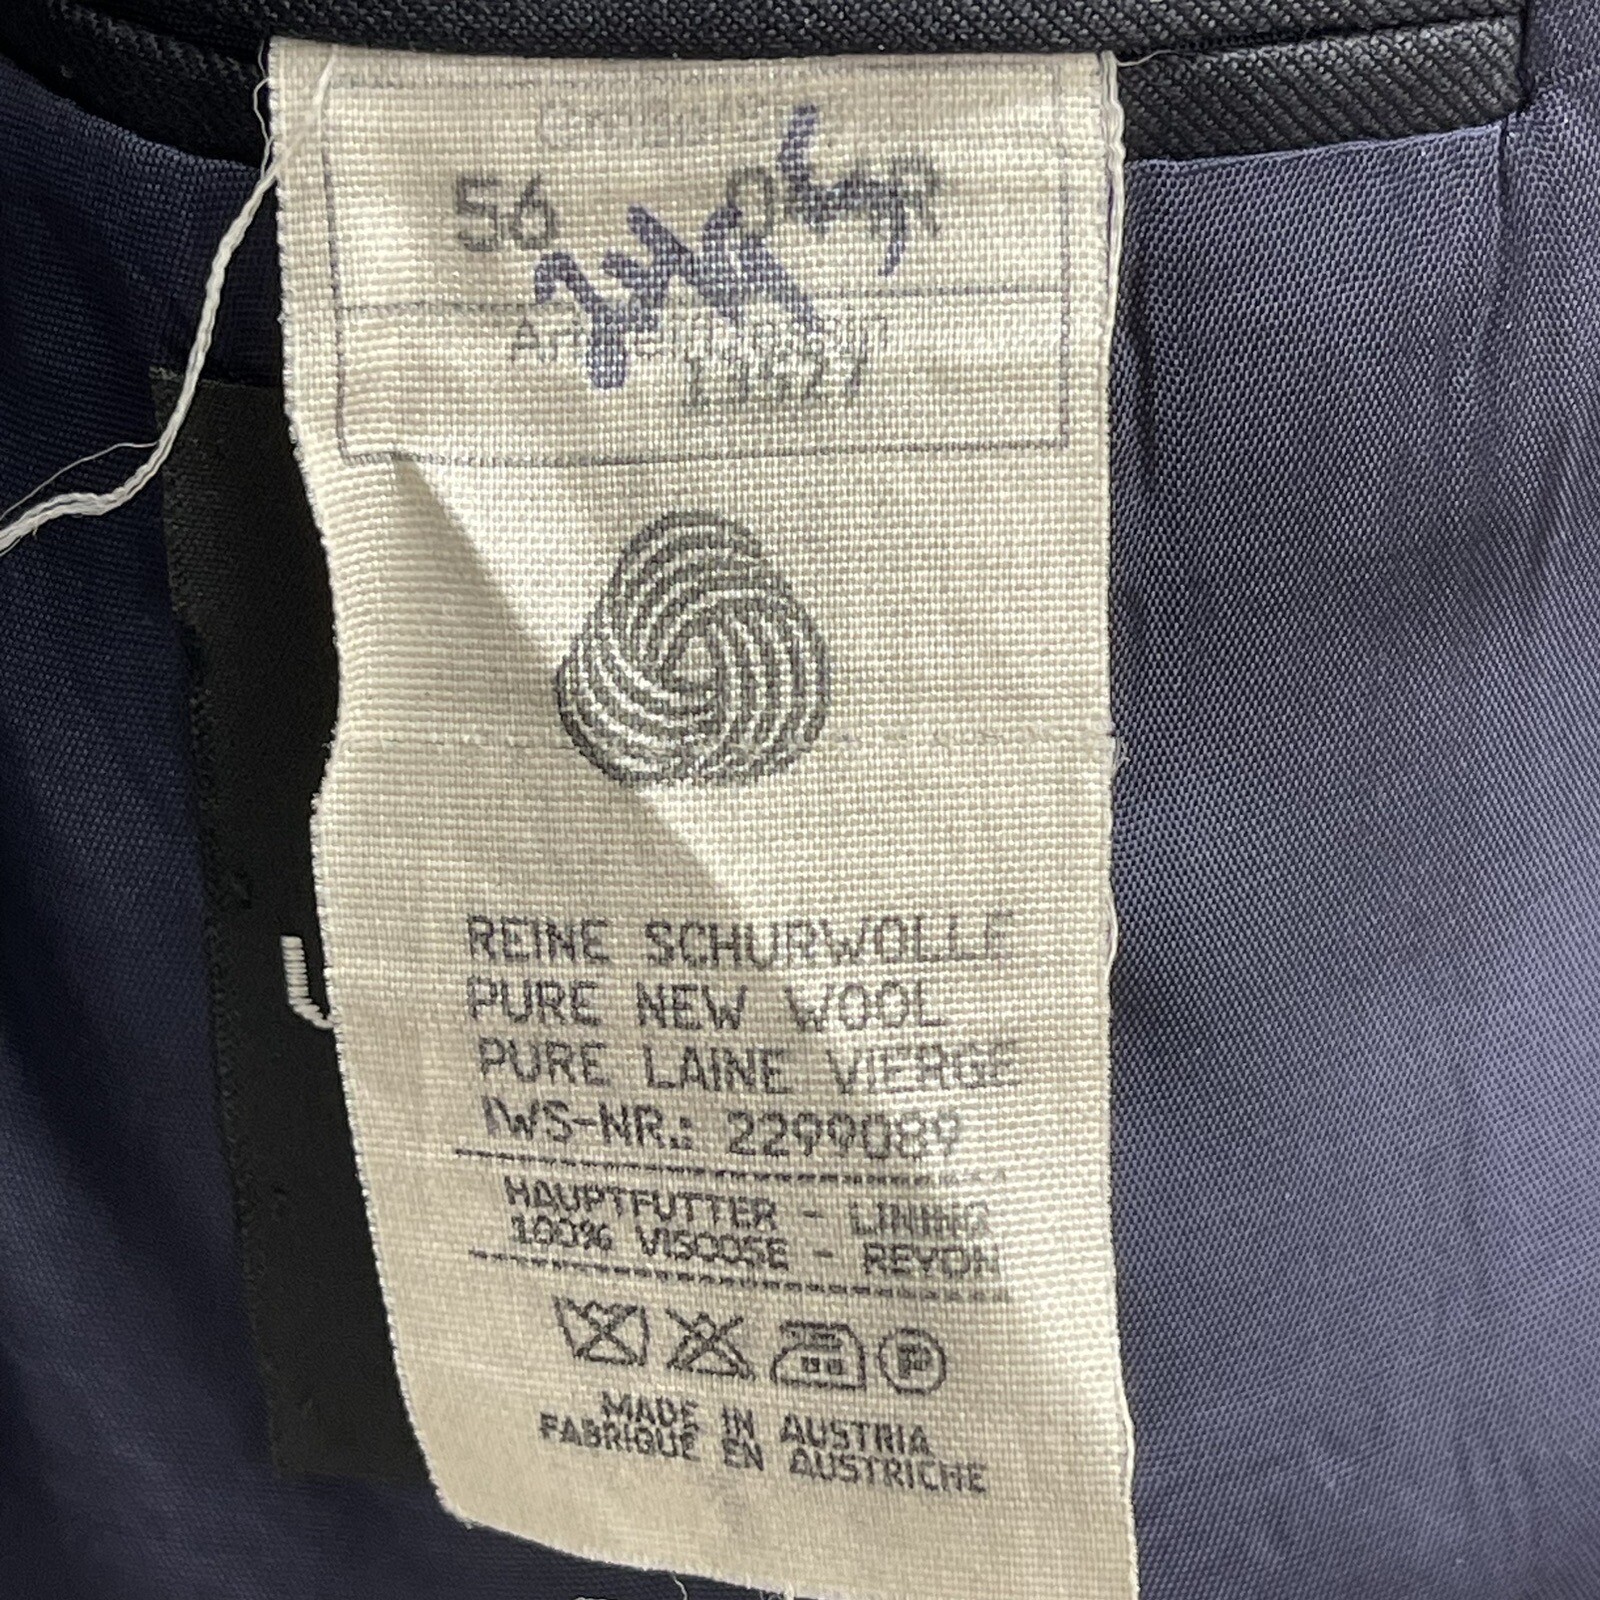 56
REINE SCHURWOLLE
PURE NEW WOOL
PURE LAINE VIERGE
IWS-NR.: 2299089
HAUPTFUTTER - LINING
100% VISCOSE - REYON
P
MADE IN AUSTRIA
FABRIQUE EN AUSTRICHE